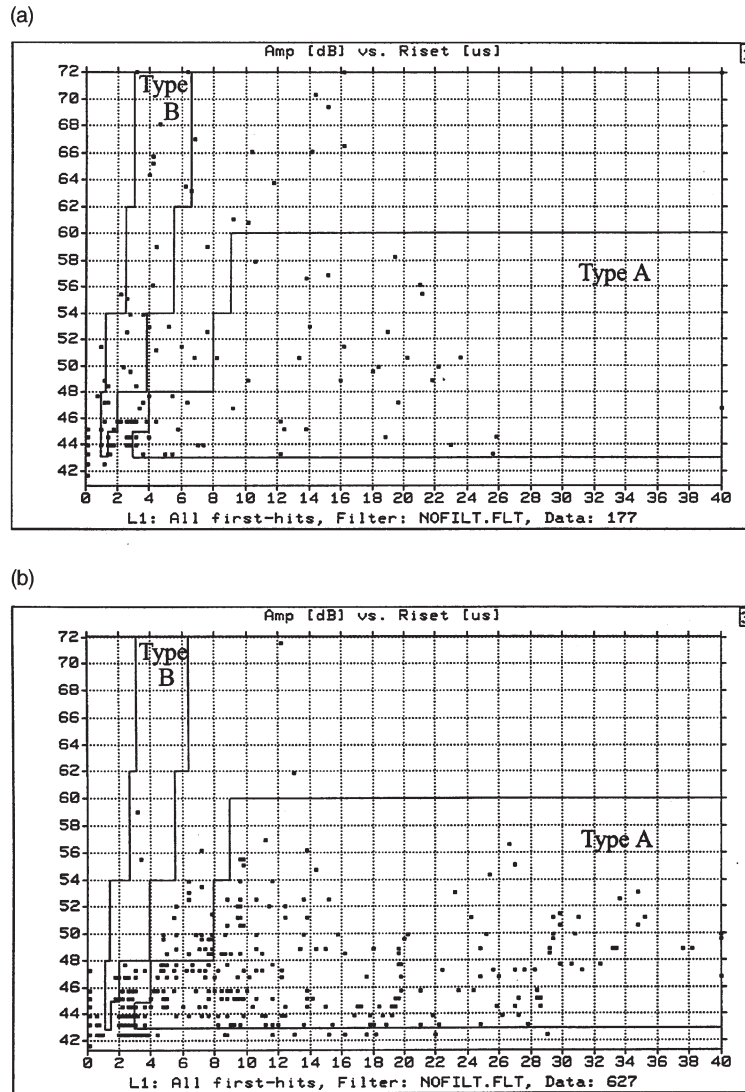 (a)
Amp [dB] vs. Riset [us]
72
70
68
66
64
62
60
58
56
54
52
50
48
46
44
42
Type
B
Type A
0 2 4 6 8 10 12 14 16 18 20 22 24 26 28 30 32 34 36 38 40
L1: All first-hits, Filter: NOFILT.FLT, Data: 177
(b)
Amp [dB] vs. Riset [us]
72
70
68
66
64
62
60
58
56
54
52
50
48
46
44
42
Type
B
Type A
0 2 4 6 8 10 12 14 16 18 20 22 24 26 28 30 32 34 36 38 40
L1: All first-hits, Filter: NOFILT.FLT, Data: 627